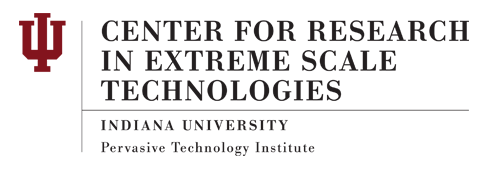 CENTER FOR RESEARCH
IN EXTREME SCALE
TECHNOLOGIES
INDIANA UNIVERSITY
Pervasive Technology Institute